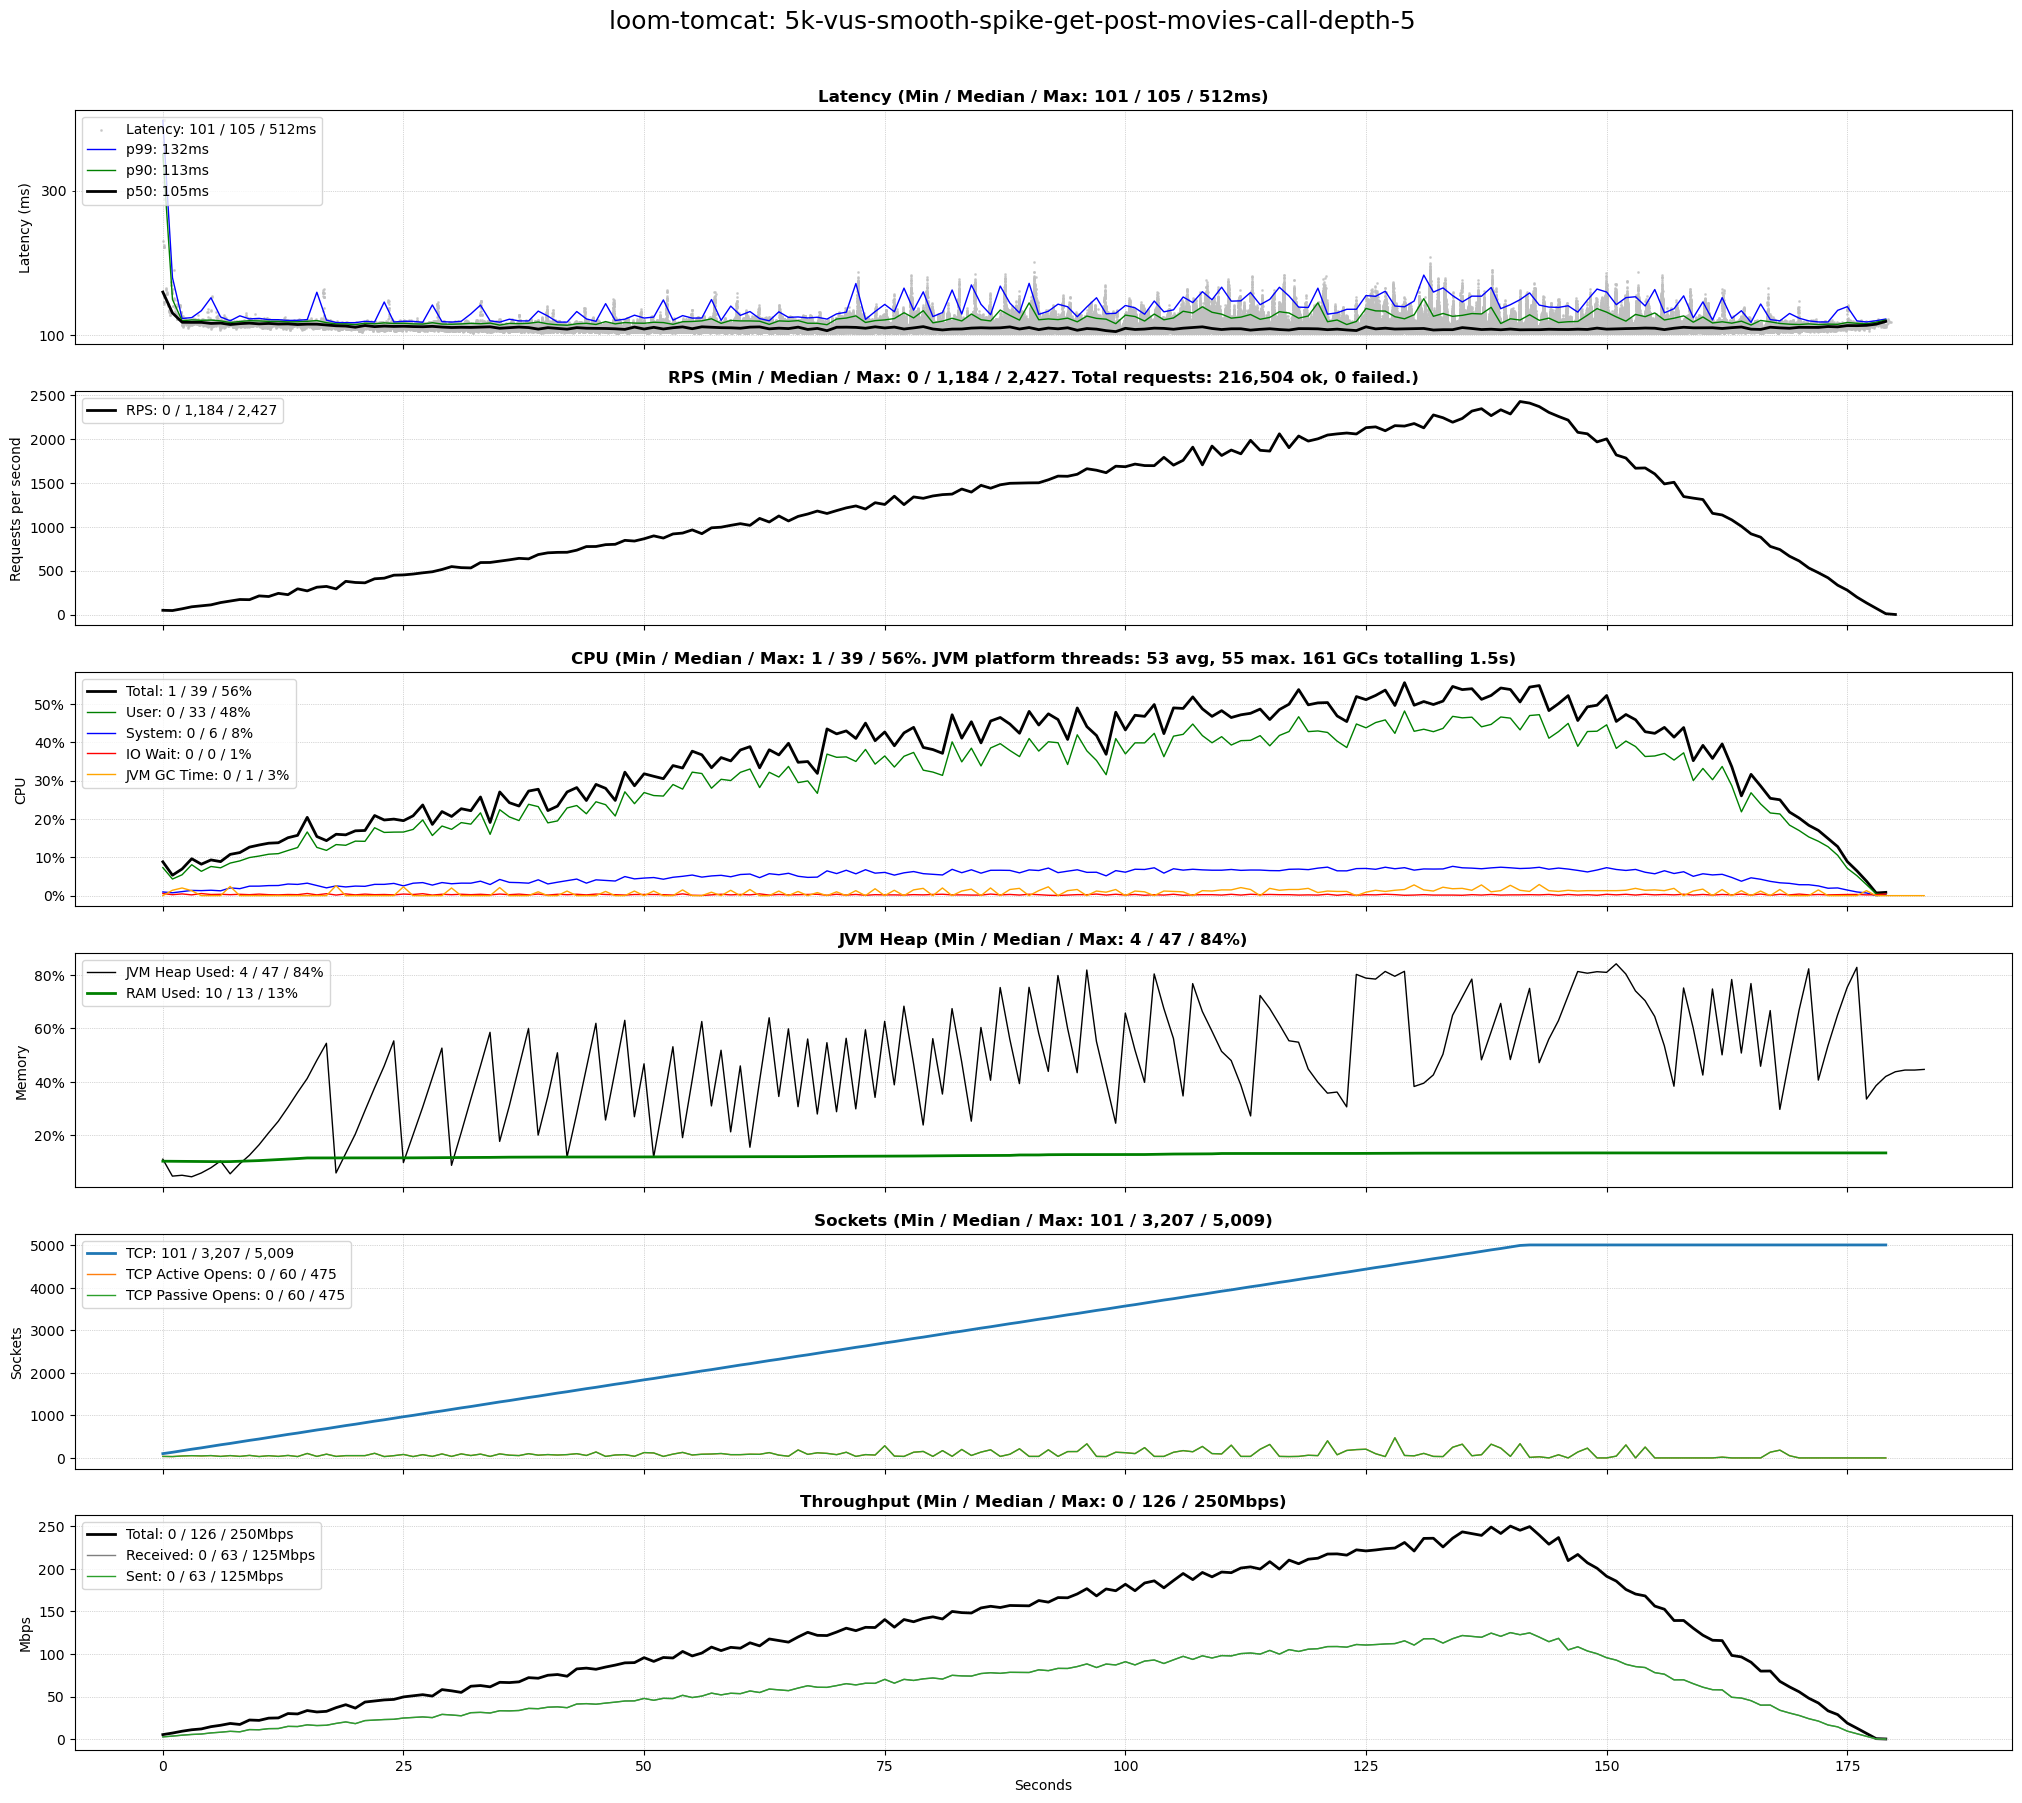 loom-tomcat: 5k-vus-smooth-spike-get-post-movies-call-depth-5
Latency (Min / Median / Max: 101 / 105 / 512ms)
Latency: 101 / 105 / 512ms
p99: 132ms
p90: 113ms
p50: 105ms
Latency (ms)
300
100
RPS (Min / Median / Max: 0 / 1,184 / 2,427. Total requests: 216,504 ok, 0 failed.)
RPS: 0 / 1,184 / 2,427
Requests per second
2500
2000
1500
1000
500
0
CPU (Min / Median / Max: 1 / 39 / 56%. JVM platform threads: 53 avg, 55 max. 161 GCs totalling 1.5s)
Total: 1 / 39 / 56%
User: 0 / 33 / 48%
System: 0 / 6 / 8%
IO Wait: 0 / 0 / 1%
JVM GC Time: 0 / 1 / 3%
CPU
50%
40%
30%
20%
10%
0%
JVM Heap (Min / Median / Max: 4 / 47 / 84%)
JVM Heap Used: 4 / 47 / 84%
RAM Used: 10 / 13 / 13%
Memory
80%
60%
40%
20%
Sockets (Min / Median / Max: 101 / 3,207 / 5,009)
TCP: 101 / 3,207 / 5,009
TCP Active Opens: 0 / 60 / 475
TCP Passive Opens: 0 / 60 / 475
Sockets
5000
4000
3000
2000
1000
0
Throughput (Min / Median / Max: 0 / 126 / 250Mbps)
Total: 0 / 126 / 250Mbps
Received: 0 / 63 / 125Mbps
Sent: 0 / 63 / 125Mbps
Mbps
250
200
150
100
50
0
0 25 50 75 100 125 150 175
Seconds